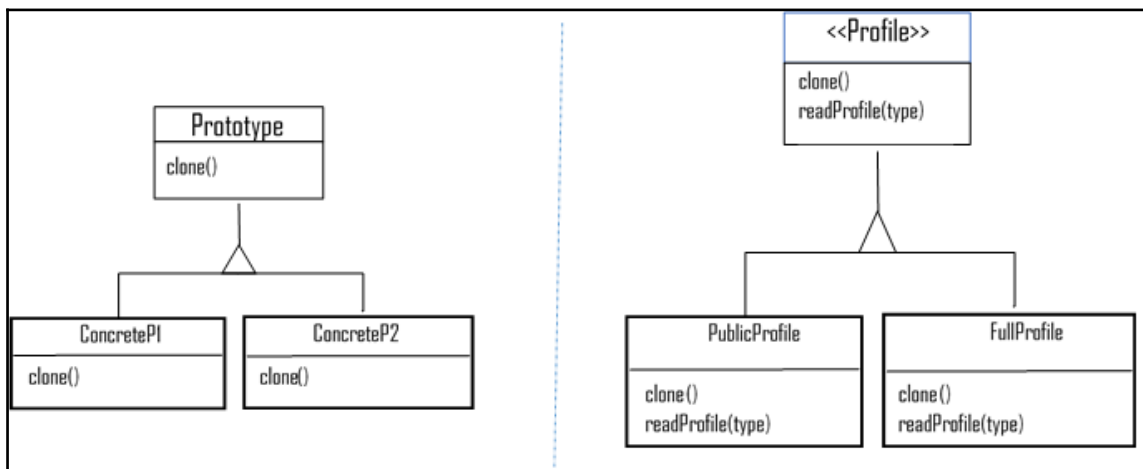 Prototype
clone()
ConcreteP1
clone()
ConcreteP2
clone()
<<Profile>>
clone()
readProfile(type)
PublicProfile
clone()
readProfile(type)
FullProfile
clone()
readProfile(type)